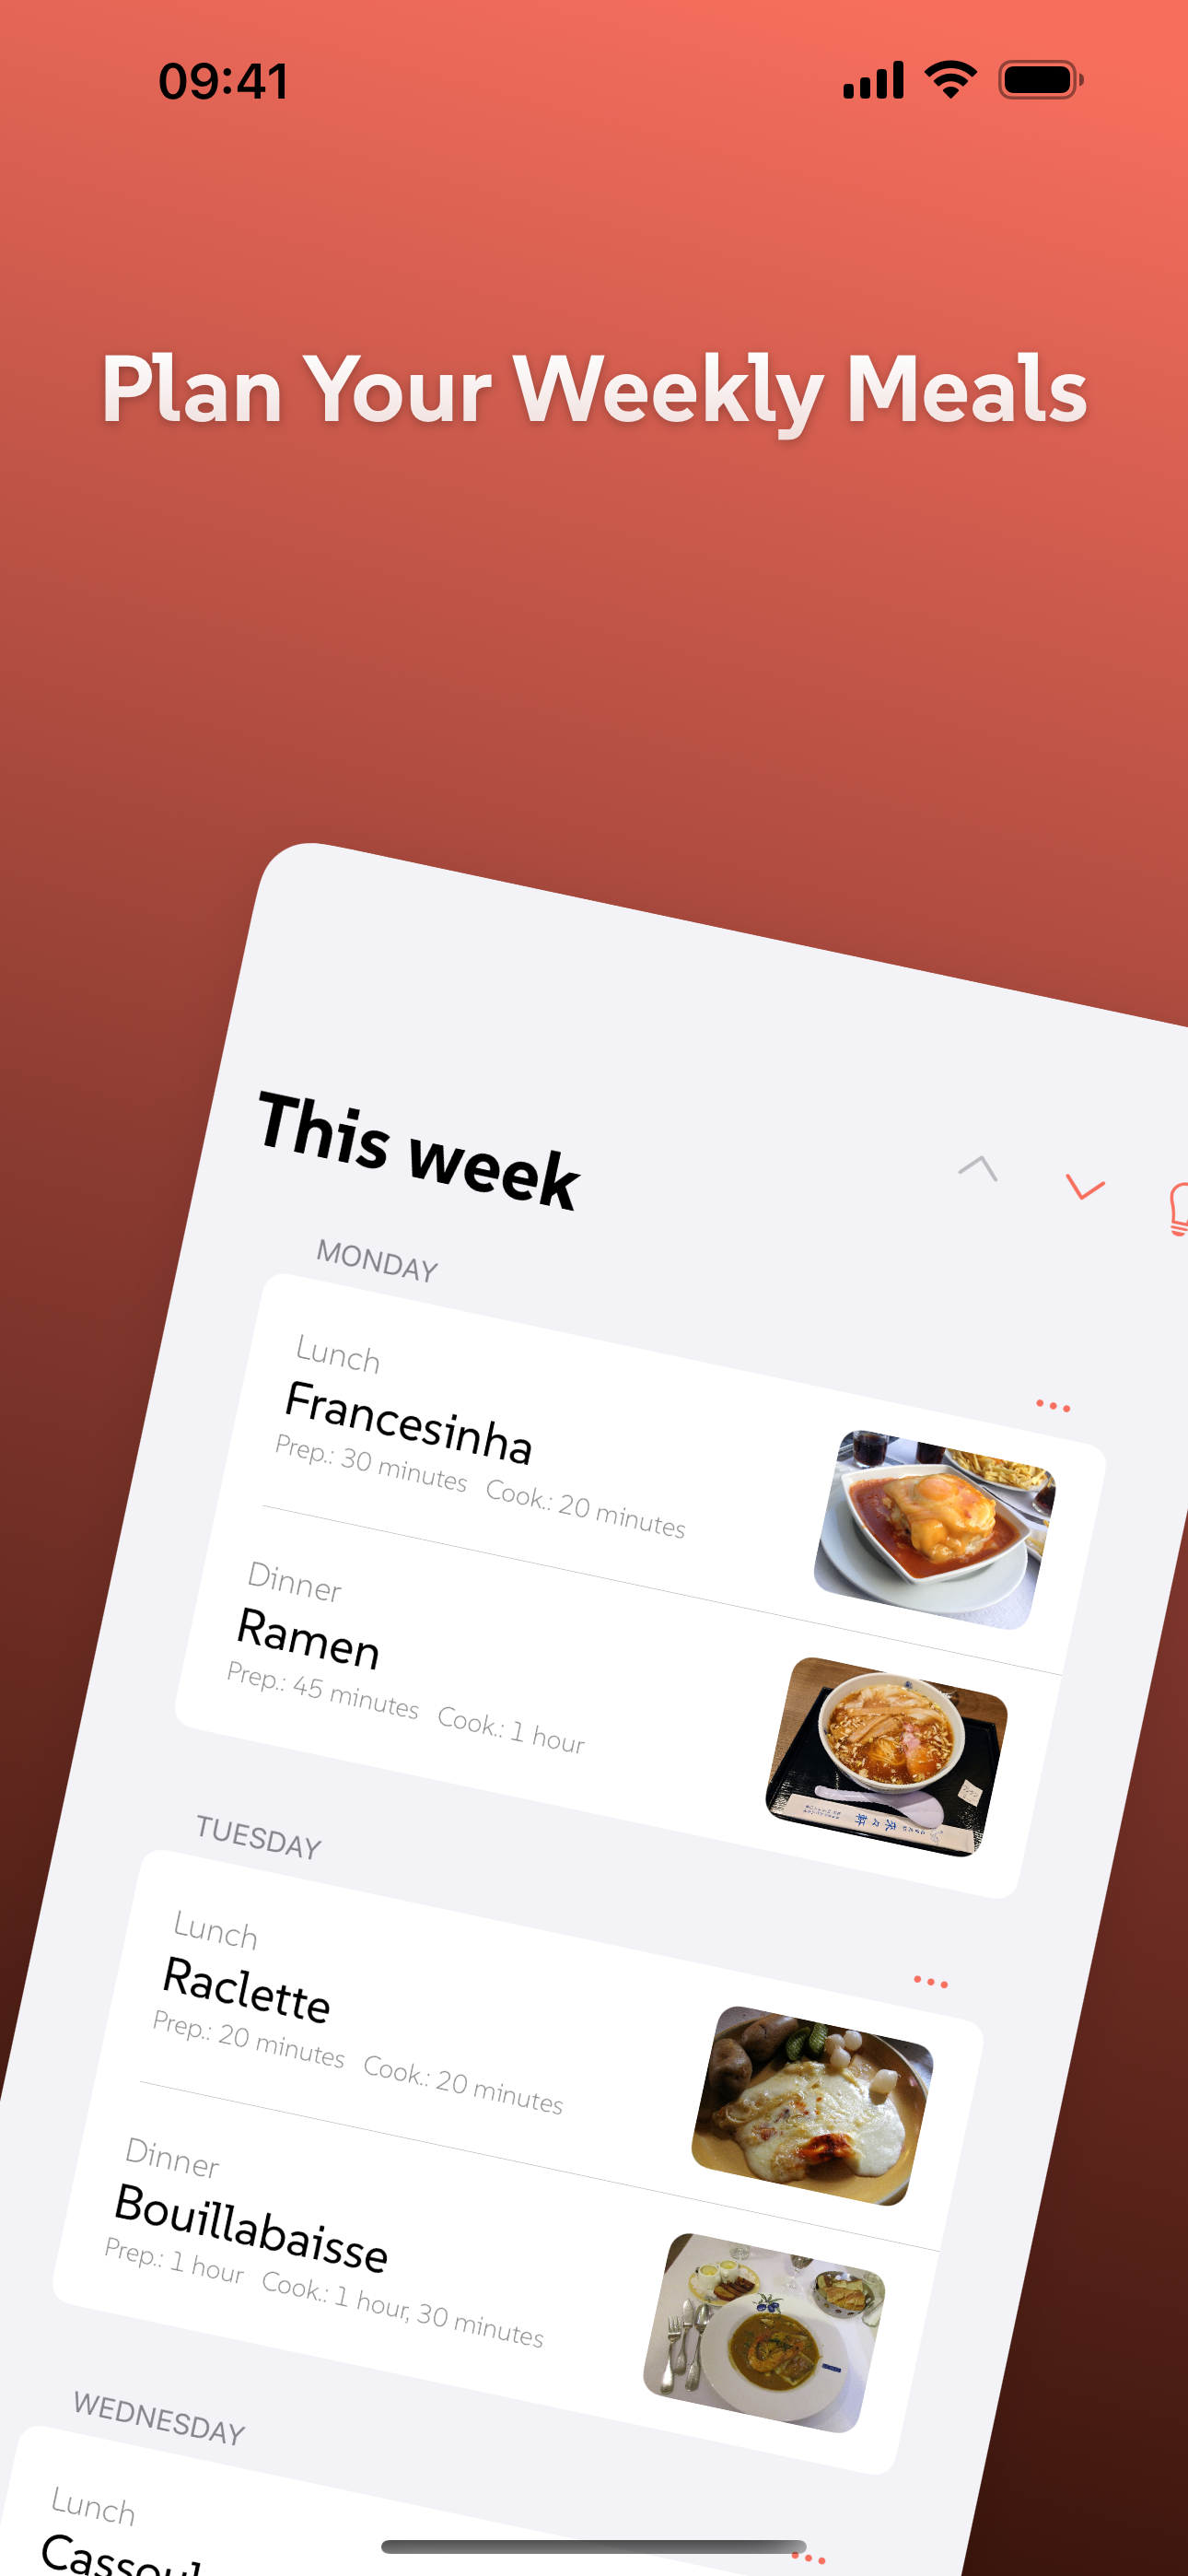 09:41
Plan Your Weekly Meals
This week
MONDAY
Lunch
Francesinha
Prep.: 30 minutes Cook.: 20 minutes
Dinner
Ramen
Prep.: 45 minutes Cook.: 1 hour
TUESDAY
Lunch
Raclette
Prep.: 20 minutes Cook.: 20 minutes
Dinner
Bouillabaisse
Prep.: 1 hour Cook.: 1 hour, 30 minutes
WEDNESDAY
Lunch